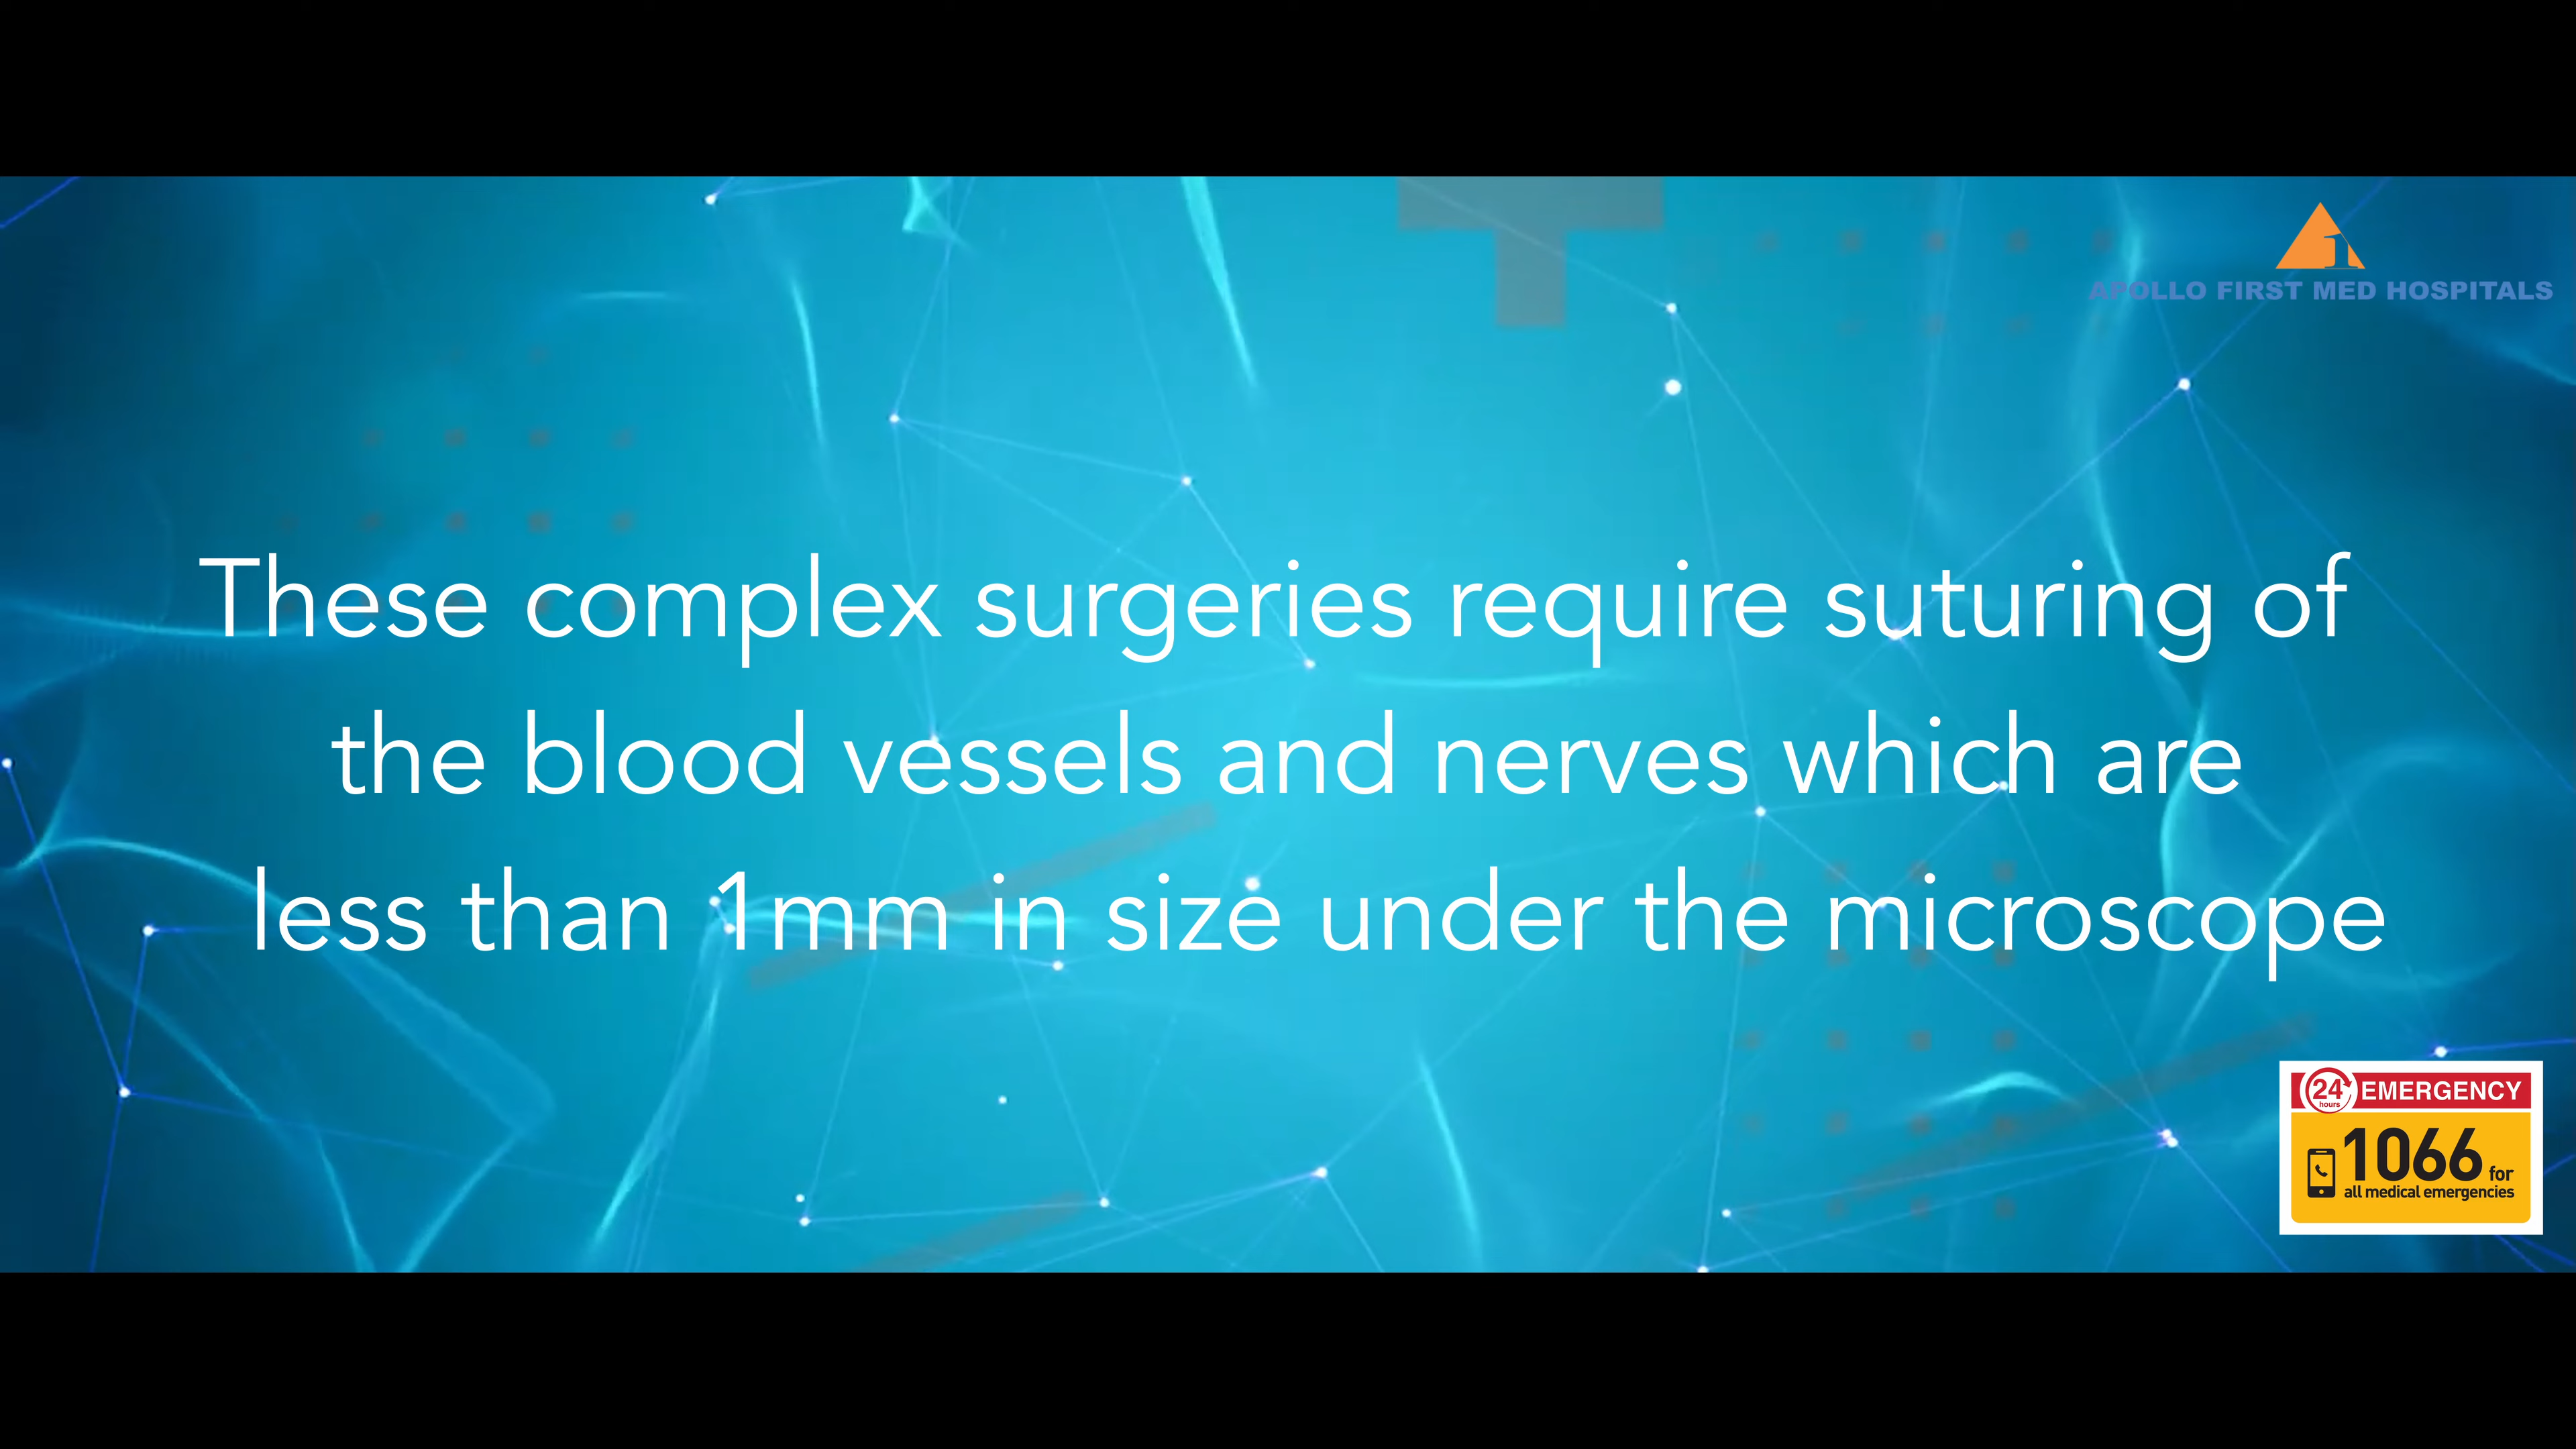 1
APOLLO FIRST MED HOSPITALS
These complex surgeries require suturing of
the blood vessels and nerves which are
less than 1mm in size under the microscope
24 hours EMERGENCY
1066 for
all medical emergencies